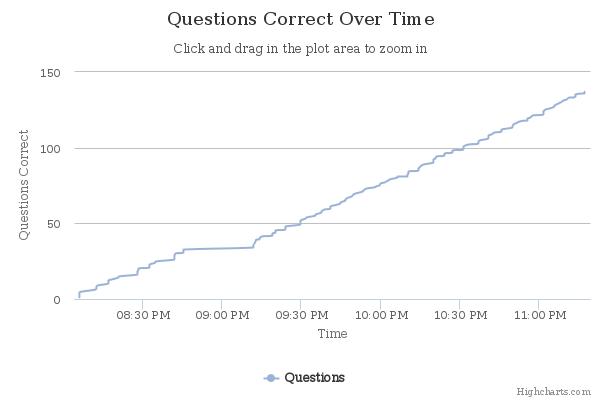 Questions Correct Over Time
Click and drag in the plot area to zoom in
Questions Correct
150
100
50
0
08:30 PM 09:00 PM 09:30 PM 10:00 PM 10:30 PM 11:00 PM
Time
Questions
Highcharts.com